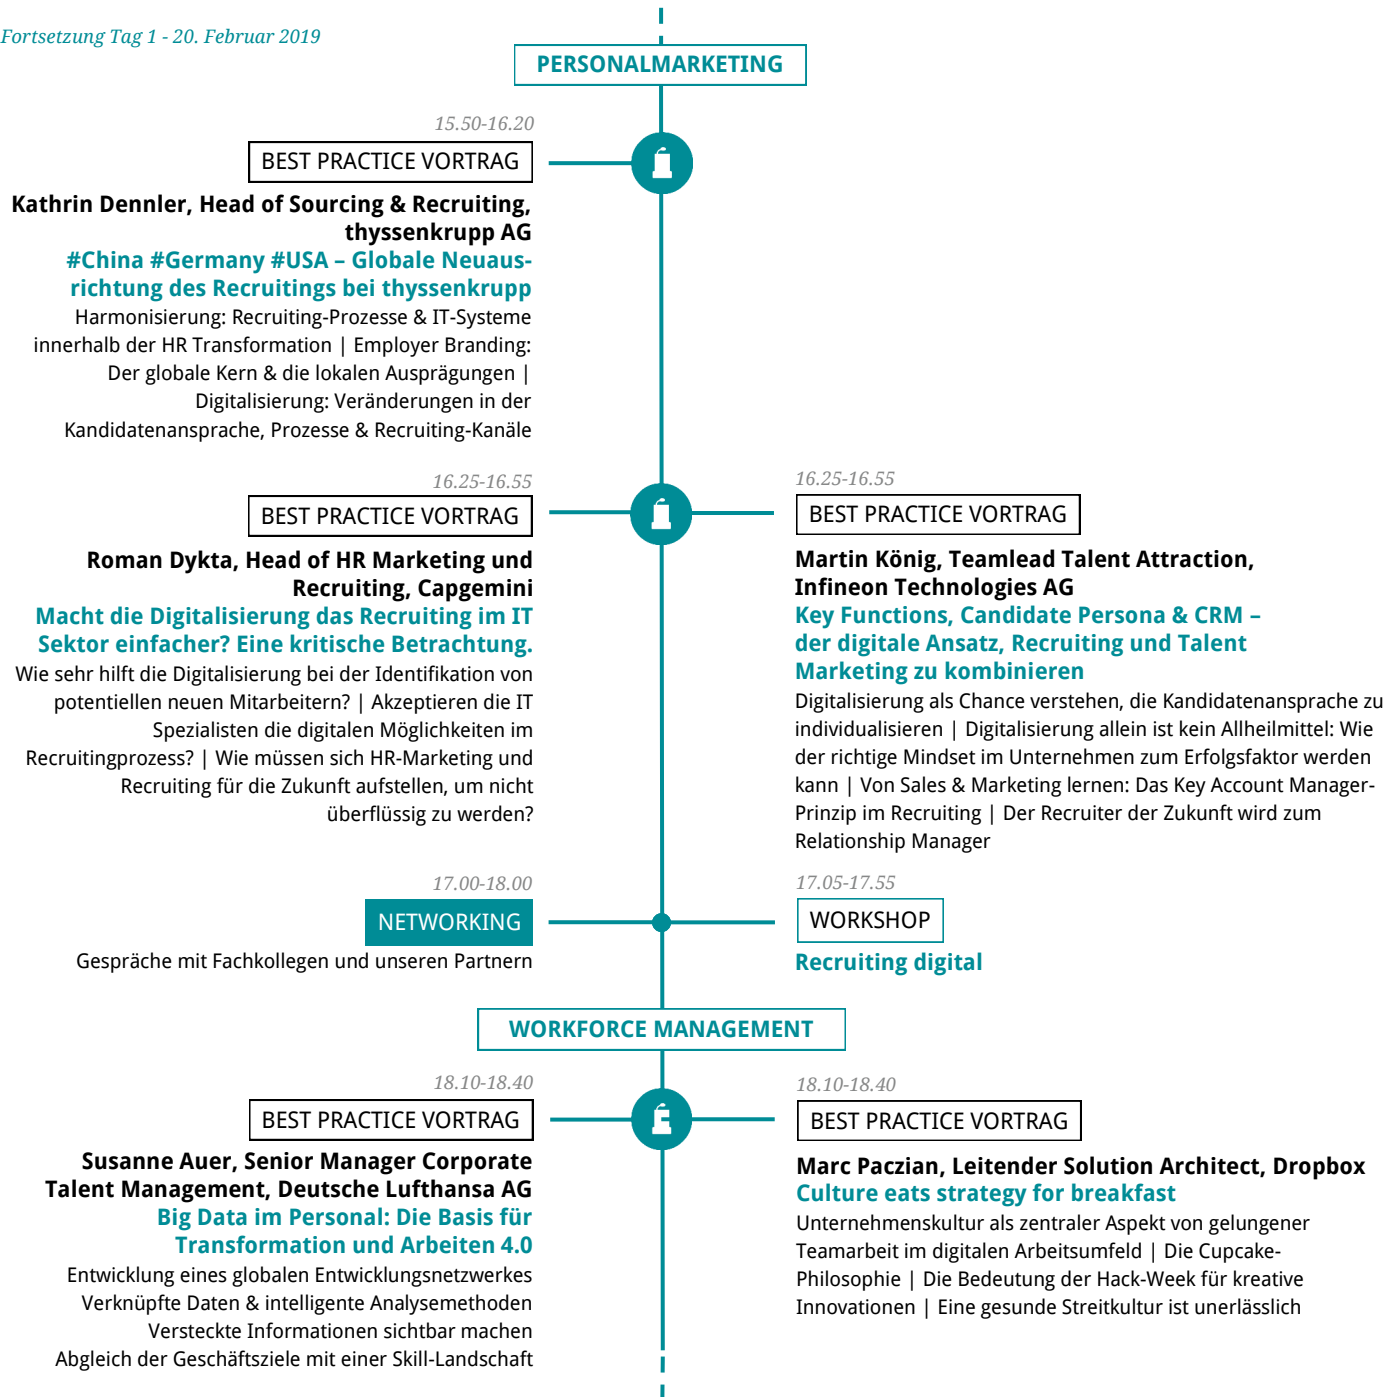 Fortsetzung Tag 1 - 20. Februar 2019
PERSONALMARKETING
15.50-16.20
BEST PRACTICE VORTRAG
Kathrin Dennler, Head of Sourcing & Recruiting,
thyssenkrupp AG
#China #Germany #USA – Globale Neuaus-
richtung des Recruitings bei thyssenkrupp
Harmonisierung: Recruiting-Prozesse & IT-Systeme
innerhalb der HR Transformation | Employer Branding:
Der globale Kern & die lokalen Ausprägungen |
Digitalisierung: Veränderungen in der
Kandidatenansprache, Prozesse & Recruiting-Kanäle
16.25-16.55
BEST PRACTICE VORTRAG
Roman Dykta, Head of HR Marketing und
Recruiting, Capgemini
Macht die Digitalisierung das Recruiting im IT
Sektor einfacher? Eine kritische Betrachtung.
Wie sehr hilft die Digitalisierung bei der Identifikation von
potentiellen neuen Mitarbeitern? | Akzeptieren die IT
Spezialisten die digitalen Möglichkeiten im
Recruitingprozess? | Wie müssen sich HR-Marketing und
Recruiting für die Zukunft aufstellen, um nicht
überflüssig zu werden?
16.25-16.55
BEST PRACTICE VORTRAG
Martin König, Teamlead Talent Attraction,
Infineon Technologies AG
Key Functions, Candidate Persona & CRM –
der digitale Ansatz, Recruiting und Talent
Marketing zu kombinieren
Digitalisierung als Chance verstehen, die Kandidatenansprache zu
individualisieren | Digitalisierung allein ist kein Allheilmittel: Wie
der richtige Mindset im Unternehmen zum Erfolgsfaktor werden
kann | Von Sales & Marketing lernen: Das Key Account Manager-
Prinzip im Recruiting | Der Recruiter der Zukunft wird zum
Relationship Manager
17.00-18.00
NETWORKING
Gespräche mit Fachkollegen und unseren Partnern
17.05-17.55
WORKSHOP
Recruiting digital
WORKFORCE MANAGEMENT
18.10-18.40
BEST PRACTICE VORTRAG
Susanne Auer, Senior Manager Corporate
Talent Management, Deutsche Lufthansa AG
Big Data im Personal: Die Basis für
Transformation und Arbeiten 4.0
Entwicklung eines globalen Entwicklungsnetzwerkes
Verknüpfte Daten & intelligente Analysemethoden
Versteckte Informationen sichtbar machen
Abgleich der Geschäftsziele mit einer Skill-Landschaft
18.10-18.40
BEST PRACTICE VORTRAG
Marc Paczian, Leitender Solution Architect, Dropbox
Culture eats strategy for breakfast
Unternehmenskultur als zentraler Aspekt von gelungener
Teamarbeit im digitalen Arbeitsumfeld | Die Cupcake-
Philosophie | Die Bedeutung der Hack-Week für kreative
Innovationen | Eine gesunde Streitkultur ist unerlässlich